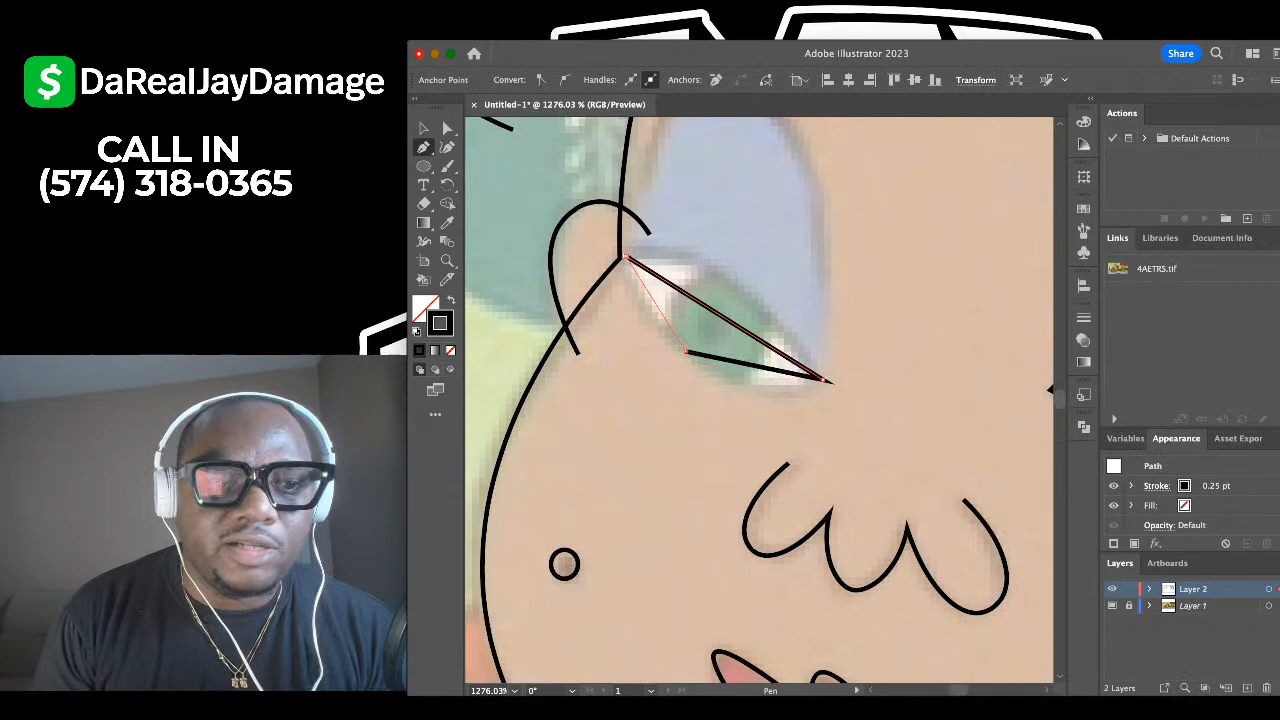 DaRealJayDamage
CALL IN
(574) 318-0365
Adobe Illustrator 2023
Share
Anchor Point
Convert:
Handles:
Anchors:
Transform
× Untitled-1* @ 1276.03 % (RGB/Preview)
Actions
Default Actions
Links
Libraries
Document Info
4AETRS.tif
Variables
Appearance
Asset Expor
Path
Stroke:
0.25 pt
Fill:
Opacity: Default
fx
Layers
Artboards
Layer 2
Layer 1
1276.03%
0°
1
Pen
2 Layers